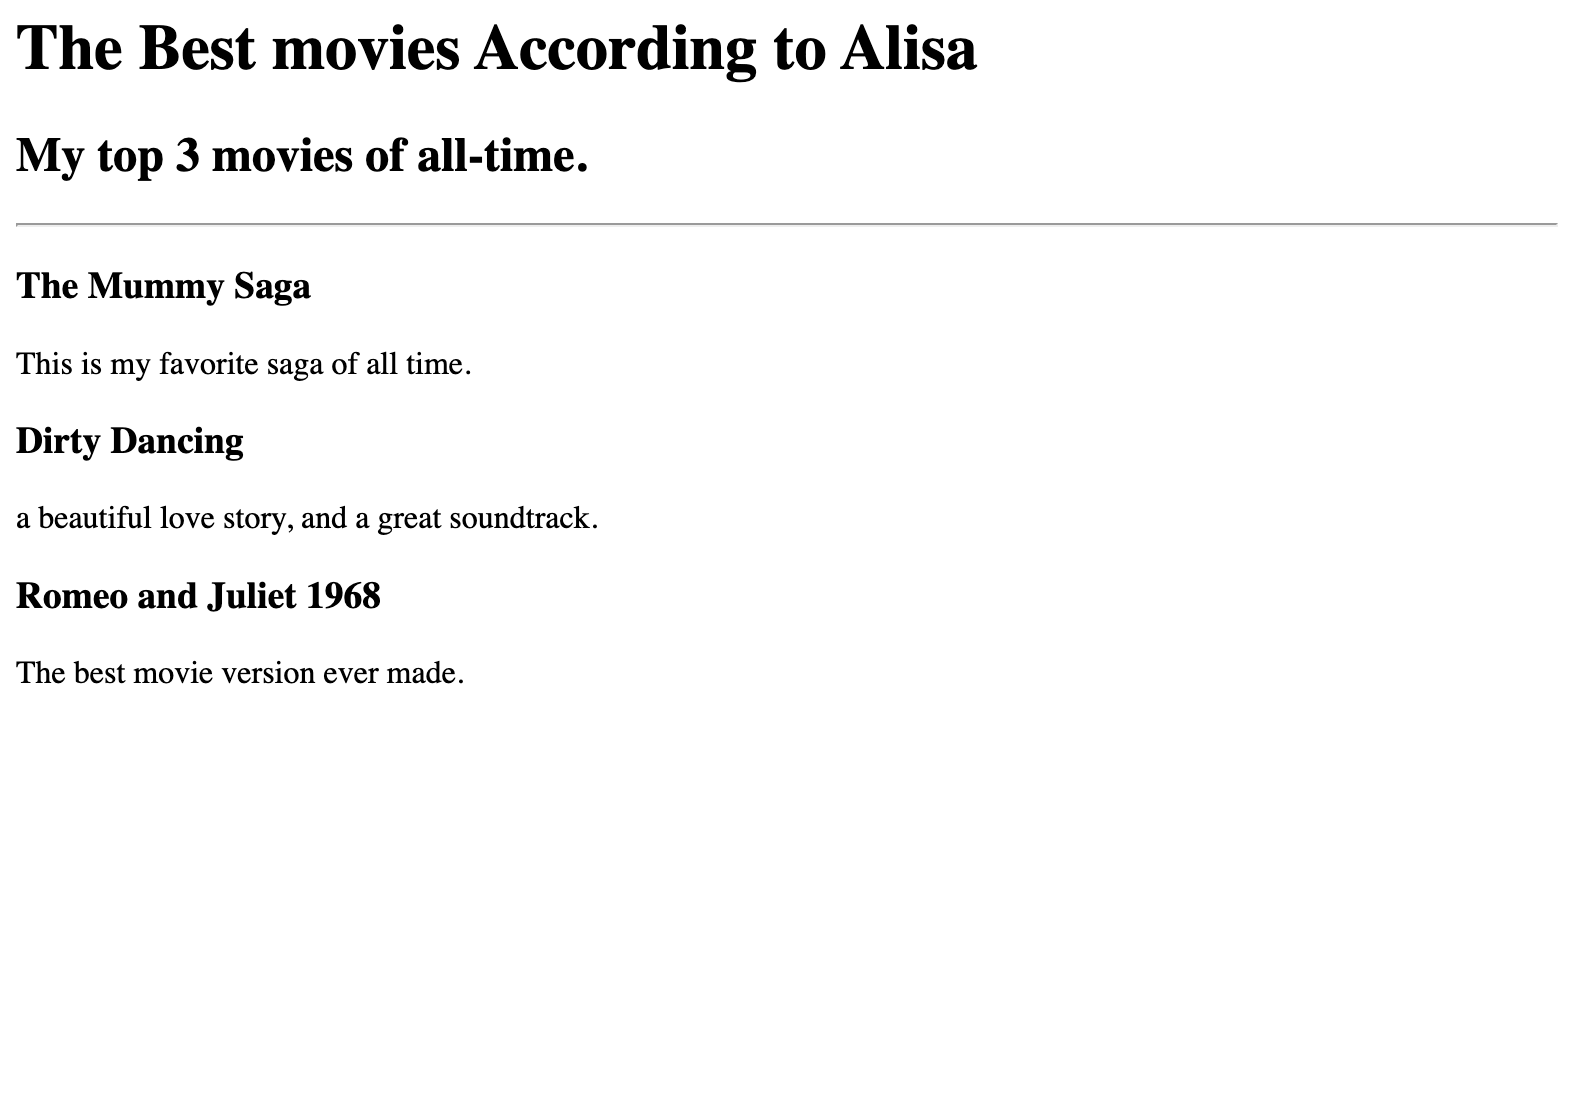 The Best movies According to Alisa
My top 3 movies of all-time.
The Mummy Saga
This is my favorite saga of all time.
Dirty Dancing
a beautiful love story, and a great soundtrack.
Romeo and Juliet 1968
The best movie version ever made.